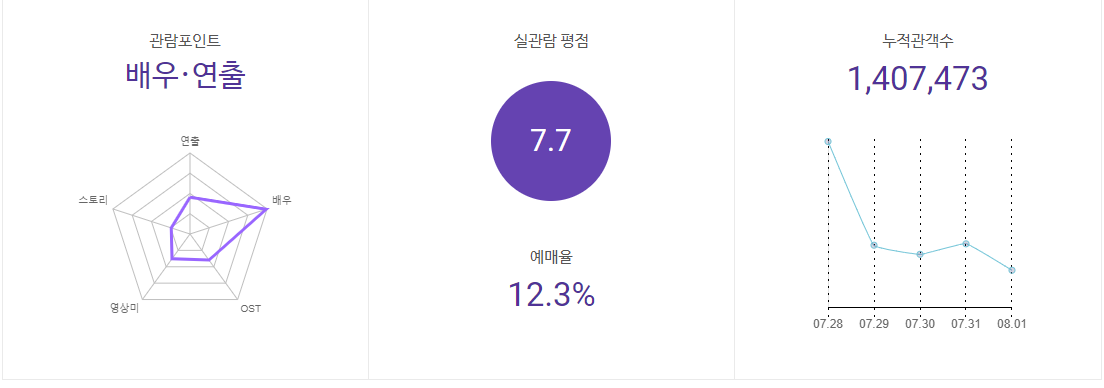 관람포인트
배우·연출
연출
스토리
배우
영상미
OST
실관람 평점
7.7
예매율
12.3%
누적관객수
1,407,473
07.28 07.29 07.30 07.31 08.01